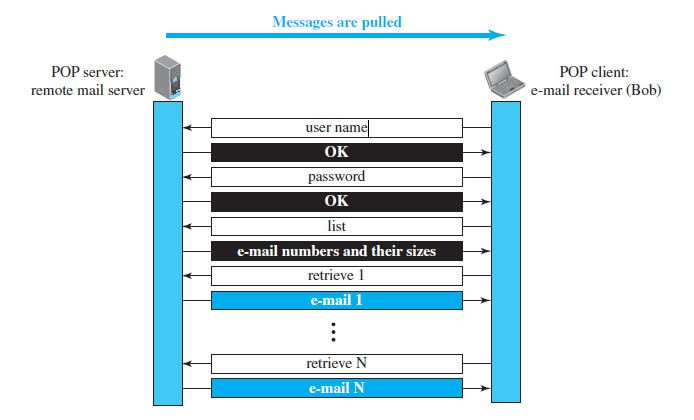 Messages are pulled
POP server:
remote mail server
POP client:
e-mail receiver (Bob)
user name
OK
password
OK
list
e-mail numbers and their sizes
retrieve 1
e-mail 1
retrieve N
e-mail N